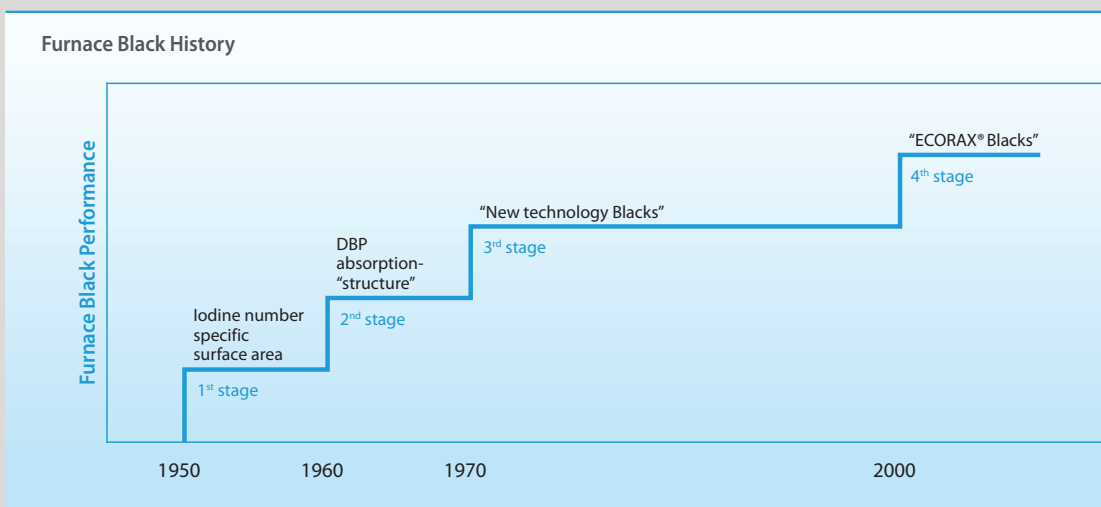 Furnace Black History
Furnace Black Performance
"ECORAX® Blacks"
4th stage
"New technology Blacks"
3rd stage
DBP
absorption-
"structure"
2nd stage
Iodine number
specific
surface area
1st stage
1950
1960
1970
2000